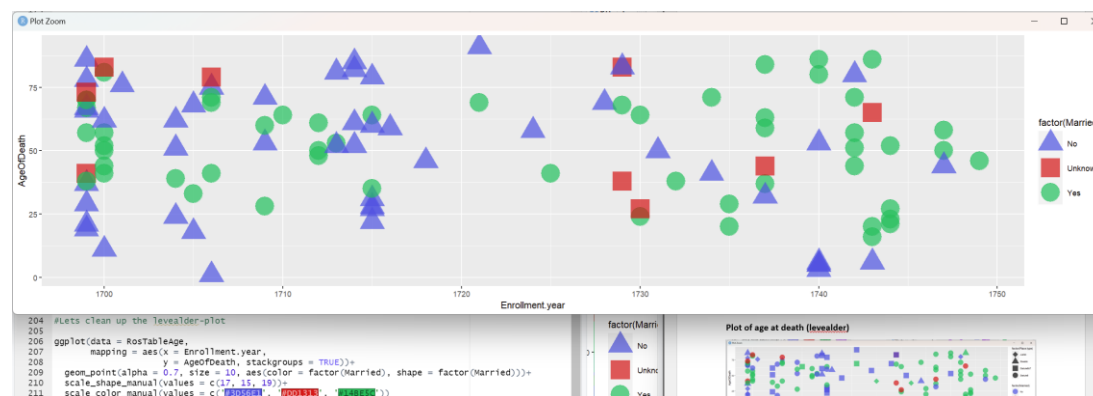 Plot Zoom
AgeOfDeath
75
50
25
0
1700
1710
1720
1730
1740
1750
Enrollment.year
factor(Married)
No
Unknow
Yes
204 #Lets clean up the levealder-plot
205
206 ggplot(data = RosTableAge,
207 mapping = aes(x = Enrollment.year,
208 y = AgeOfDeath, stackgroups = TRUE))+
209 geom_point(alpha = 0.7, size = 10, aes(color = factor(Married), shape = factor(Married)))+
210 scale_shape_manual(values = c(17, 15, 19))+
211 scale_color_manual(values = c(
factor(Marri
No
Unkno
Yes
Plot of age at death (levealder)